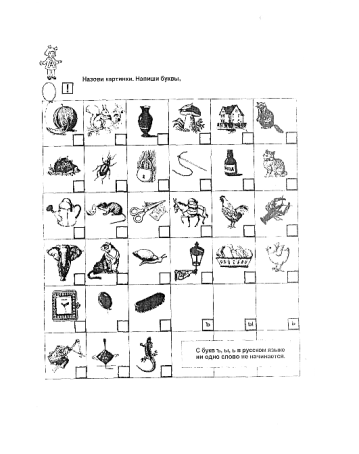 Назови картинки. Напиши буквы.
!
ъ ы ь
С букв ъ, ы, ь в русском языке
ни одно слово не начинается.